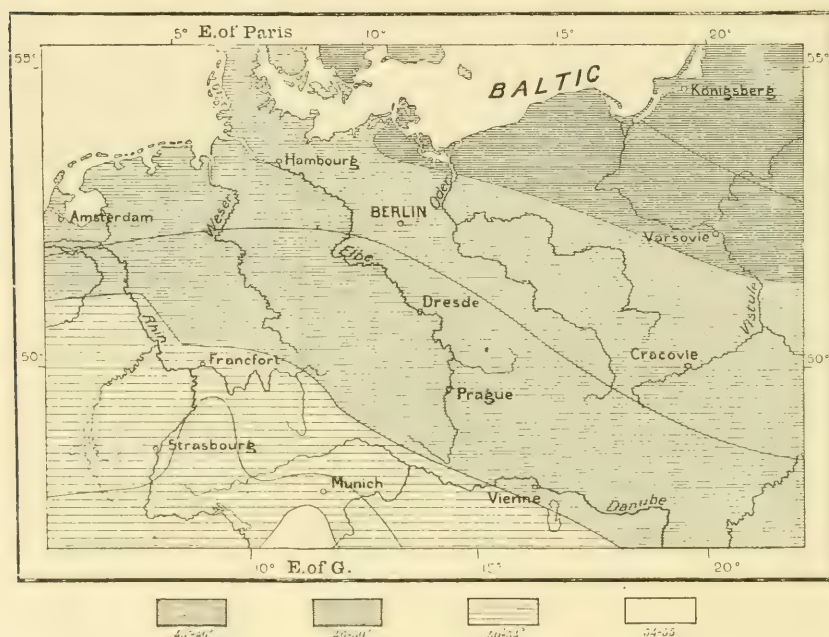 5° E.of Paris 10° 15° 20°
55° 55°
BALTIC
Königsberg
Hambourg
Amsterdam
Weser
BERLIN
Oder
Varsovie
Elbe
Dresde
Vistule
Rhin
50° Francfort
Cracovie 50°
Prague
Strasbourg
Munich
Vienne
Danube
10° E.of G. 15° 20°